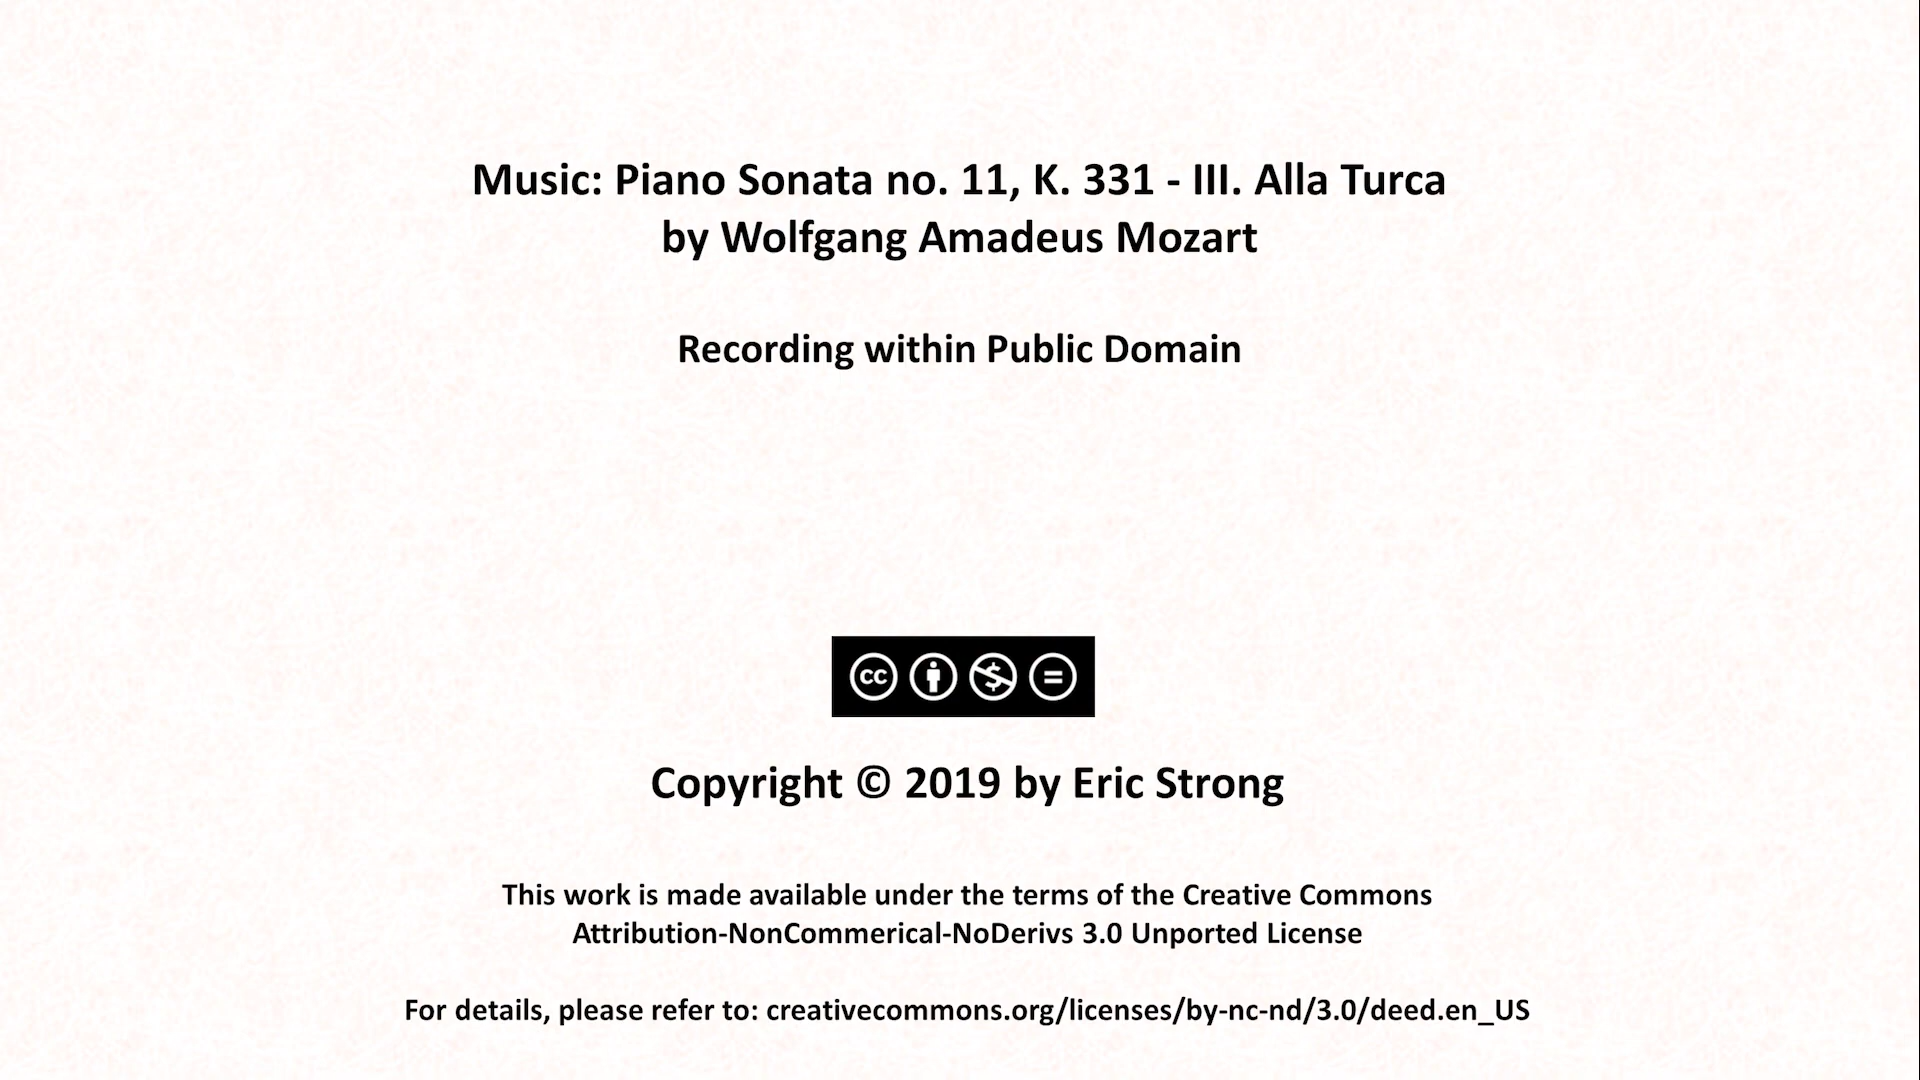 Music: Piano Sonata no. 11, K. 331 - III. Alla Turca
by Wolfgang Amadeus Mozart
Recording within Public Domain
cc $ =
Copyright © 2019 by Eric Strong
This work is made available under the terms of the Creative Commons
Attribution-NonCommerical-NoDerivs 3.0 Unported License
For details, please refer to: creativecommons.org/licenses/by-nc-nd/3.0/deed.en_US